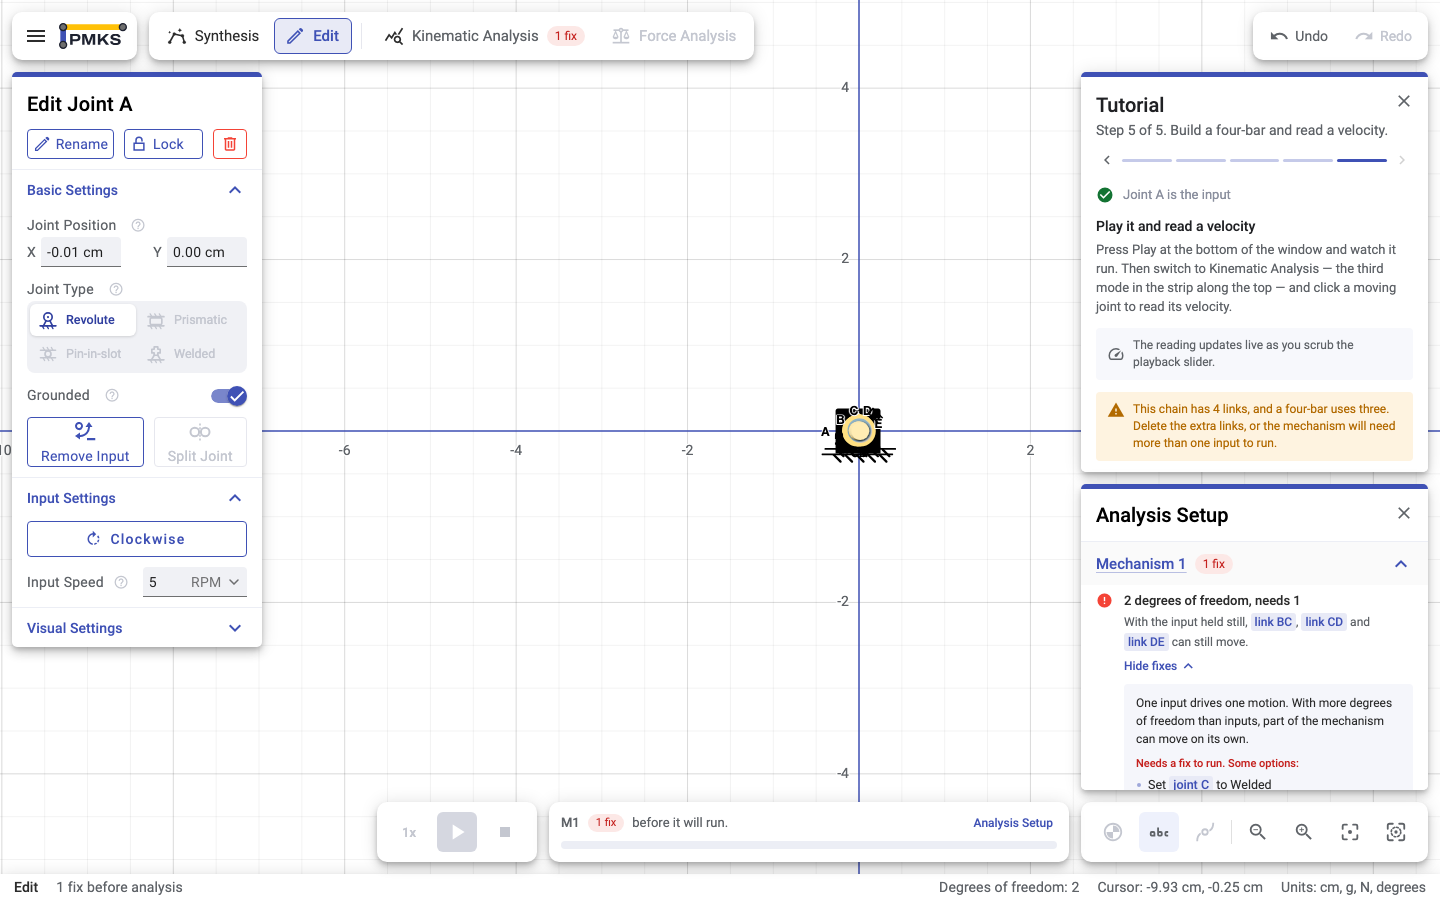 PMKS
Synthesis
Edit
Kinematic Analysis
1 fix
Force Analysis
Undo
Redo
Edit Joint A
Rename
Lock
Basic Settings
Joint Position
X -0.01 cm
Y 0.00 cm
Joint Type
Revolute
Prismatic
Pin-in-slot
Welded
Grounded
Remove Input
Split Joint
Input Settings
Clockwise
Input Speed
5 RPM
Visual Settings
4
2
-2
-4
-6
-4
-2
2
A
B
C
D
E
Tutorial
Step 5 of 5. Build a four-bar and read a velocity.
Joint A is the input
Play it and read a velocity
Press Play at the bottom of the window and watch it
run. Then switch to Kinematic Analysis — the third
mode in the strip along the top — and click a moving
joint to read its velocity.
The reading updates live as you scrub the
playback slider.
This chain has 4 links, and a four-bar uses three.
Delete the extra links, or the mechanism will need
more than one input to run.
Analysis Setup
Mechanism 1
1 fix
2 degrees of freedom, needs 1
With the input held still, link BC, link CD and
link DE can still move.
Hide fixes
One input drives one motion. With more degrees
of freedom than inputs, part of the mechanism
can move on its own.
Needs a fix to run. Some options:
• Set joint C to Welded
1x
M1 1 fix before it will run.
Analysis Setup
abc
Edit
1 fix before analysis
Degrees of freedom: 2
Cursor: -9.93 cm, -0.25 cm
Units: cm, g, N, degrees